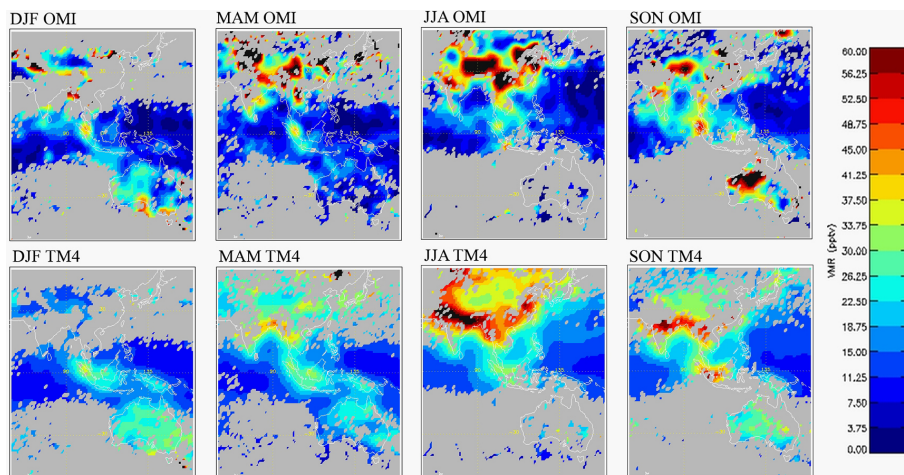 DJF OMI
MAM OMI
JJA OMI
SON OMI
DJF TM4
MAM TM4
JJA TM4
SON TM4
60.00
56.25
52.50
48.75
45.00
41.25
37.50
33.75
30.00
26.25
22.50
18.75
15.00
11.25
7.50
3.75
0.00
VMR (pptv)